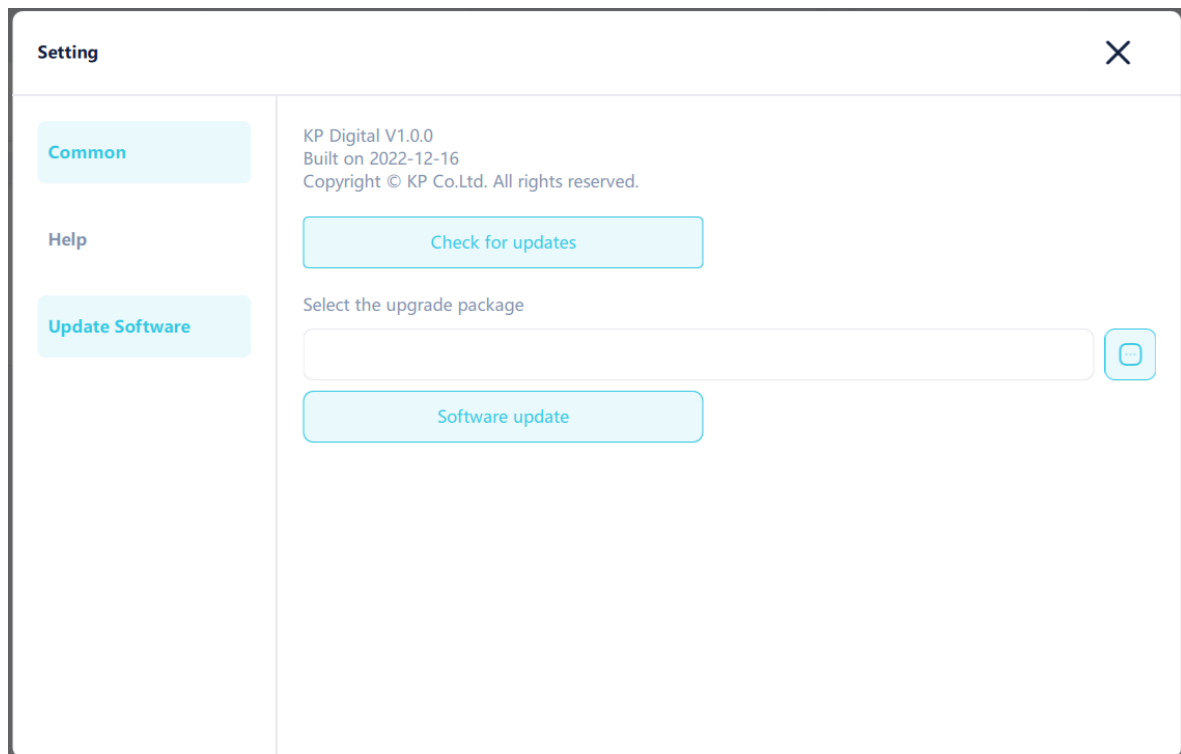 Setting
Common
Help
Update Software
KP Digital V1.0.0
Built on 2022-12-16
Copyright © KP Co.Ltd. All rights reserved.
Check for updates
Select the upgrade package
Software update